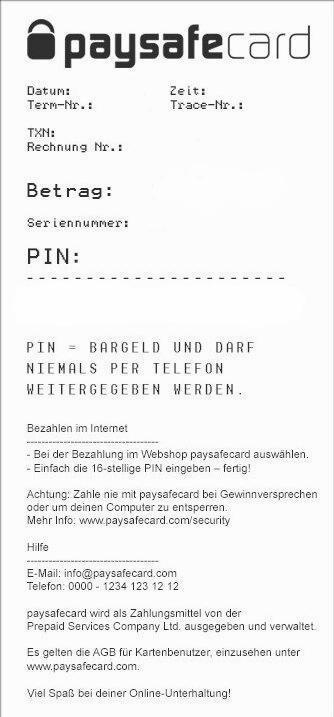 paysafecard
Datum: Zeit:
Term-Nr.: Trace-Nr.:
TXN:
Rechnung Nr.:
Betrag:
Seriennummer:
PIN:
- - - - - - - - - - - - - - - - - - - - - -
PIN = BARGELD UND DARF
NIEMALS PER TELEFON
WEITERGEGEBEN WERDEN.
Bezahlen im Internet
------------------------------------
- Bei der Bezahlung im Webshop paysafecard auswählen.
- Einfach die 16-stellige PIN eingeben – fertig!
Achtung: Zahle nie mit paysafecard bei Gewinnversprechen
oder um deinen Computer zu entsperren.
Mehr Info: www.paysafecard.com/security
Hilfe
------------------------------------
E-Mail: info@paysafecard.com
Telefon: 0000 - 1234 123 12 12
paysafecard wird als Zahlungsmittel von der
Prepaid Services Company Ltd. ausgegeben und verwaltet.
Es gelten die AGB für Kartenbenutzer, einzusehen unter
www.paysafecard.com.
Viel Spaß bei deiner Online-Unterhaltung!